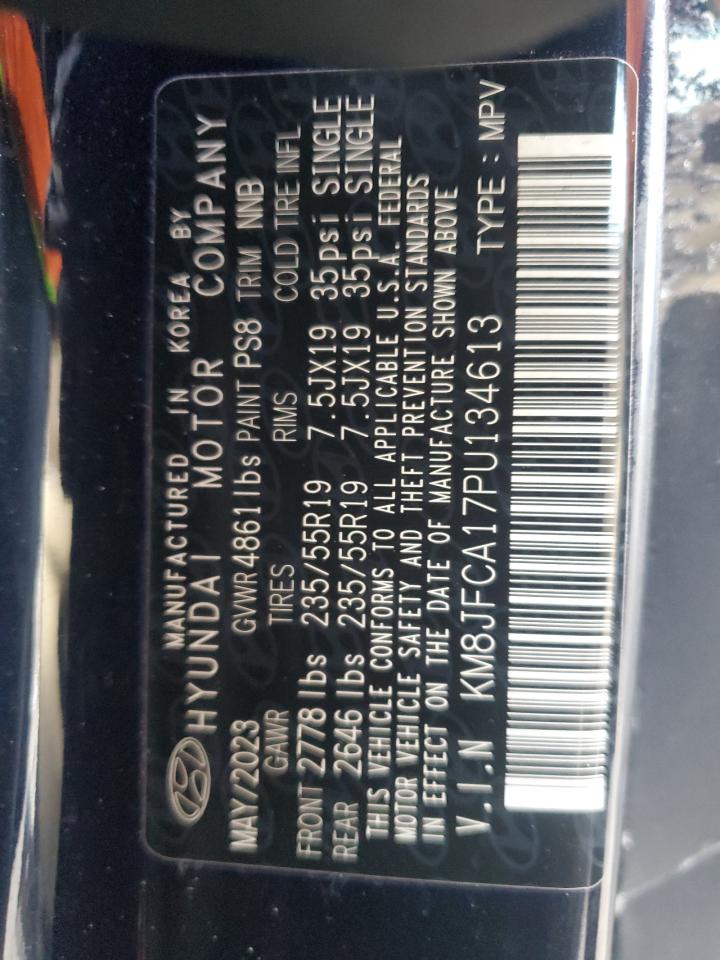 MANUFACTURED IN KOREA BY
HYUNDAI MOTOR COMPANY
MAY/2023 GVWR 4861lbs PAINT PS8 TRIM NNB
GAWR TIRES RIMS COLD TIRE INFL
FRONT 2778 lbs 235/55R19 7.5JX19 35psi SINGLE
REAR 2646 lbs 235/55R19 7.5JX19 35psi SINGLE
THIS VEHICLE CONFORMS TO ALL APPLICABLE U.S.A. FEDERAL
MOTOR VEHICLE SAFETY AND THEFT PREVENTION STANDARDS
IN EFFECT ON THE DATE OF MANUFACTURE SHOWN ABOVE
V.I.N KM8JFCA17PU134613 TYPE : MPV